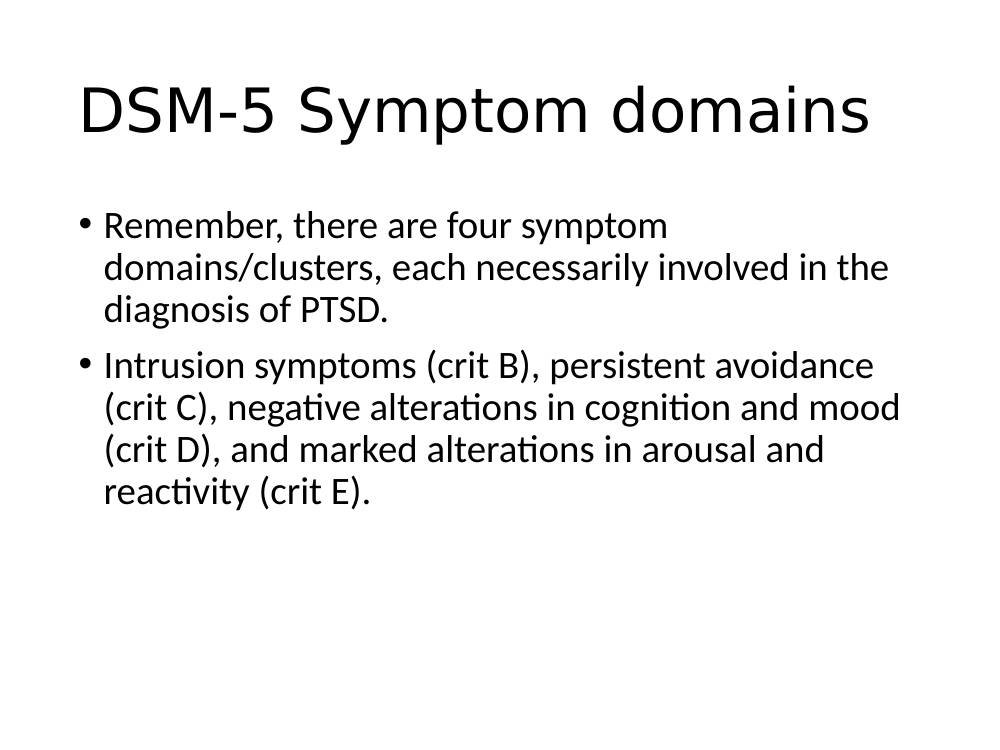 DSM-5 Symptom domains
• Remember, there are four symptom
domains/clusters, each necessarily involved in the
diagnosis of PTSD.
• Intrusion symptoms (crit B), persistent avoidance
(crit C), negative alterations in cognition and mood
(crit D), and marked alterations in arousal and
reactivity (crit E).